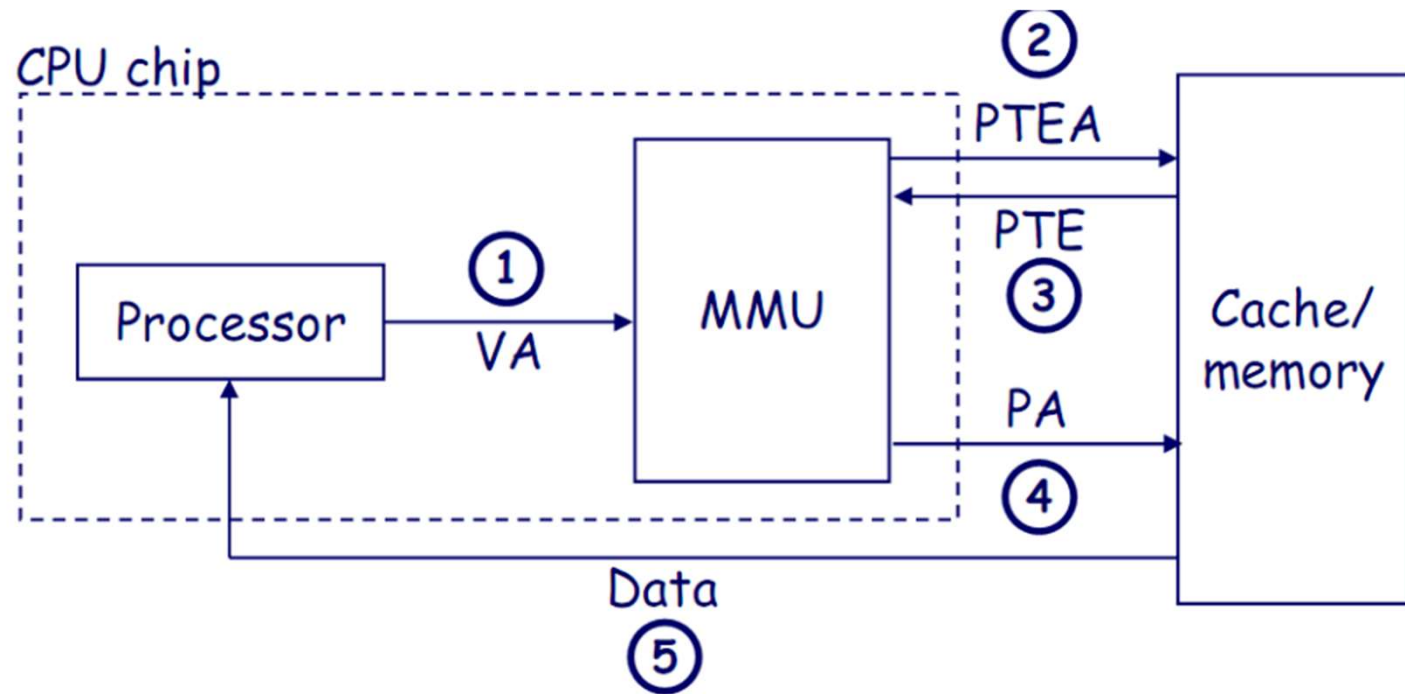 CPU chip
2
PTEA
PTE
3
1
VA
Processor
MMU
Cache/
memory
PA
4
Data
5